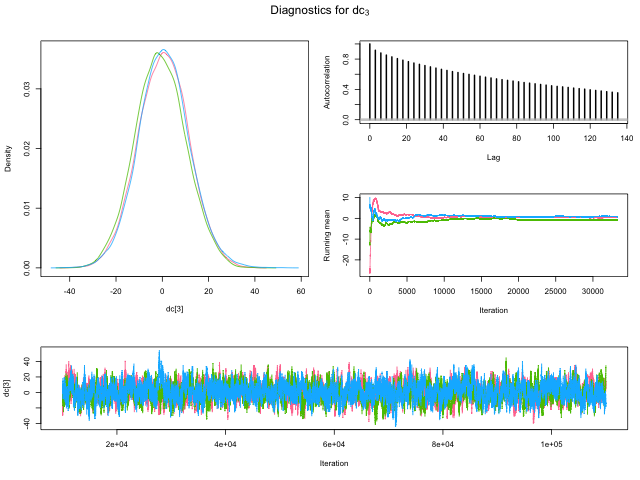 Diagnostics for dc3
Density
0.00 0.01 0.02 0.03
-40 -20 0 20 40 60
dc[3]
Autocorrelation
0.0 0.4 0.8
0 20 40 60 80 100 120 140
Lag
Running mean
-20 -10 0 10
0 5000 10000 15000 20000 25000 30000
Iteration
dc[3]
-40 0 20 40
2e+04 4e+04 6e+04 8e+04 1e+05
Iteration